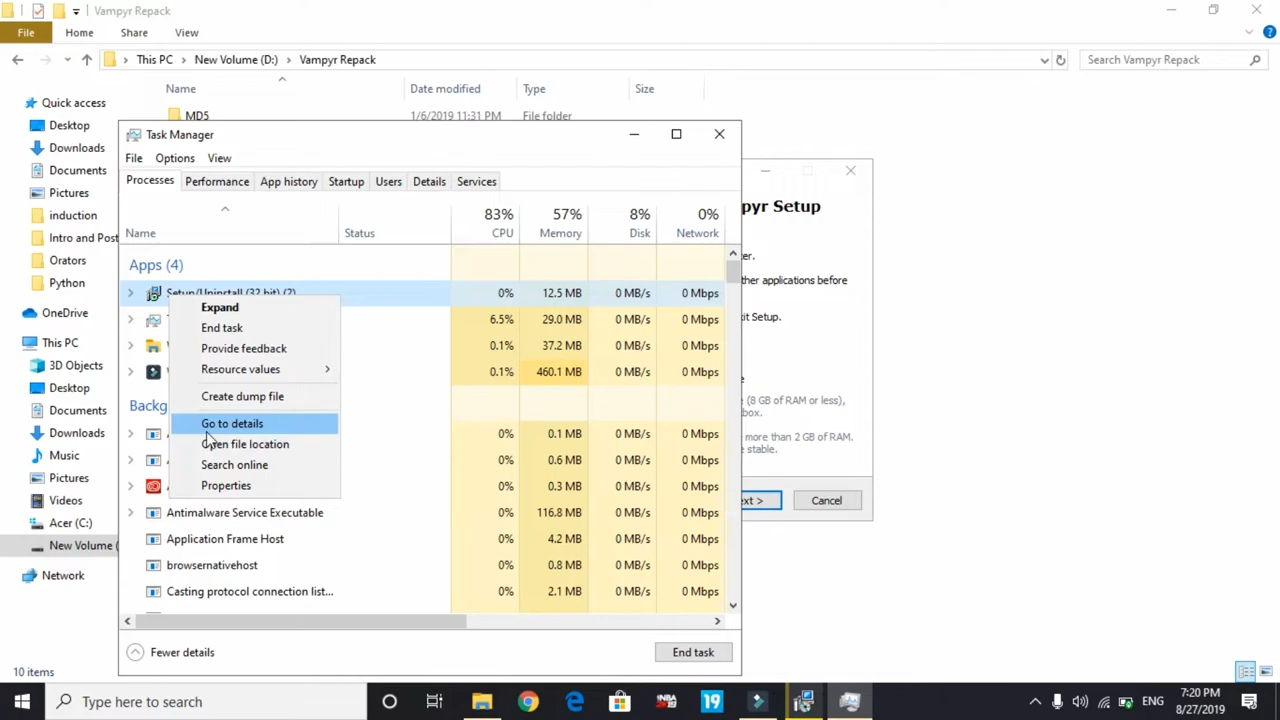 Vampyr Repack
File Home Share View
This PC New Volume (D:) Vampyr Repack Search Vampyr Repack
Name Date modified Type Size
MD5 1/6/2019 11:31 PM File folder
Quick access
Desktop
Downloads
Documents
Pictures
induction
Intro and Post
Orators
Python
OneDrive
This PC
3D Objects
Desktop
Documents
Downloads
Music
Pictures
Videos
Acer (C:)
New Volume (
Network
10 items
Task Manager
File Options View
Processes Performance App history Startup Users Details Services
83% 57% 8% 0%
Name Status CPU Memory Disk Network
Apps (4)
Setup/Uninstall (32 bit) (2) 0% 12.5 MB 0 MB/s 0 Mbps
6.5% 29.0 MB 0 MB/s 0 Mbps
0.1% 37.2 MB 0 MB/s 0 Mbps
0.1% 460.1 MB 0 MB/s 0 Mbps
Backg
0% 0.1 MB 0 MB/s 0 Mbps
0% 0.6 MB 0 MB/s 0 Mbps
0% 0.3 MB 0 MB/s 0 Mbps
Antimalware Service Executable 0% 116.8 MB 0 MB/s 0 Mbps
Application Frame Host 0% 4.2 MB 0 MB/s 0 Mbps
browsernativehost 0% 0.8 MB 0 MB/s 0 Mbps
Casting protocol connection list... 0% 2.1 MB 0 MB/s 0 Mbps
Fewer details End task
Expand
End task
Provide feedback
Resource values
Create dump file
Go to details
Open file location
Search online
Properties
pyr Setup
er.
ther applications before
xit Setup.
e
(8 GB of RAM or less),
box.
more than 2 GB of RAM.
stable.
ext > Cancel
Type here to search
19
ENG
7:20 PM
8/27/2019